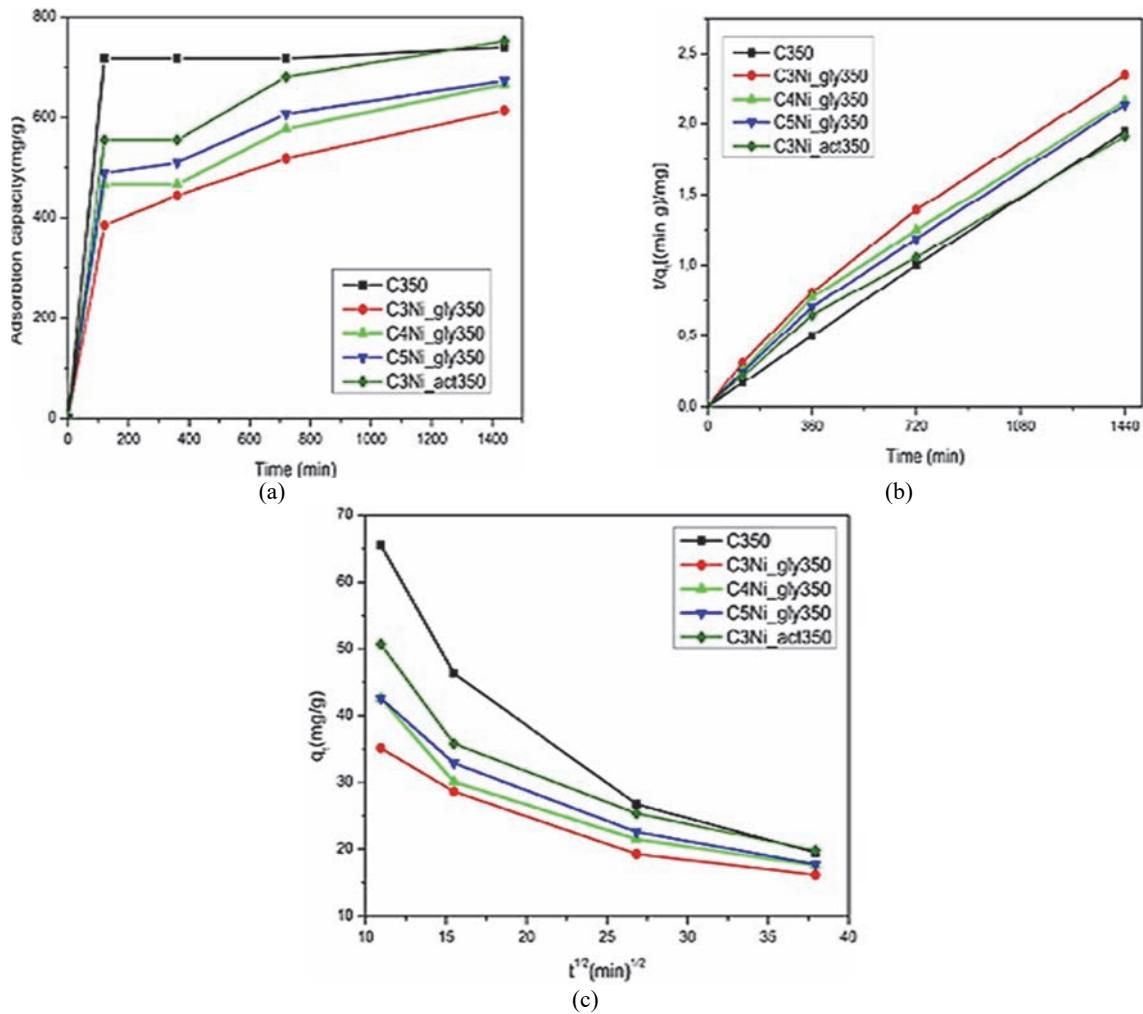 800
600
400
200
0
Adsorption capacity(mg/g)
C350
C3Ni_gly350
C4Ni_gly350
C5Ni_gly350
C3Ni_act350
0 200 400 600 800 1000 1200 1400
Time (min)
(a)
2,5
2,0
1,5
1,0
0,5
0,0
t/qt[(min g)/mg]
C350
C3Ni_gly350
C4Ni_gly350
C5Ni_gly350
C3Ni_act350
0 360 720 1080 1440
Time (min)
(b)
70
60
50
40
30
20
10
qt(mg/g)
C350
C3Ni_gly350
C4Ni_gly350
C5Ni_gly350
C3Ni_act350
10 15 20 25 30 35 40
t1/2(min)1/2
(c)